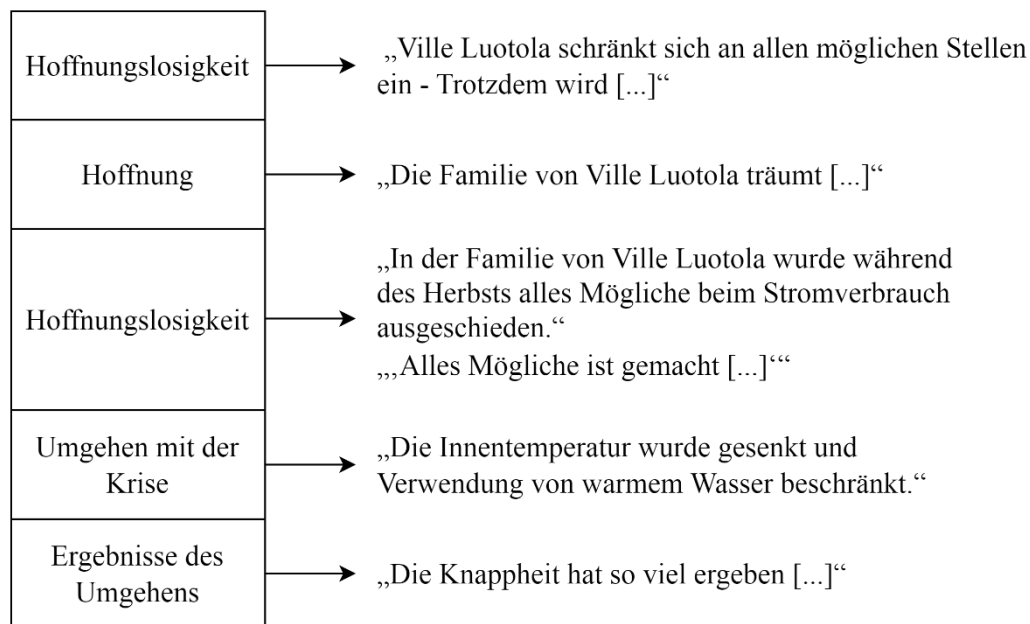 Hoffnungslosigkeit
„Ville Luotola schränkt sich an allen möglichen Stellen
ein - Trotzdem wird [...]“
Hoffnung
„Die Familie von Ville Luotola träumt [...]“
Hoffnungslosigkeit
„In der Familie von Ville Luotola wurde während
des Herbsts alles Mögliche beim Stromverbrauch
ausgeschieden.“
„‚Alles Mögliche ist gemacht [...]‘“
Umgehen mit der
Krise
„Die Innentemperatur wurde gesenkt und
Verwendung von warmem Wasser beschränkt.“
Ergebnisse des
Umgehens
„Die Knappheit hat so viel ergeben [...]“